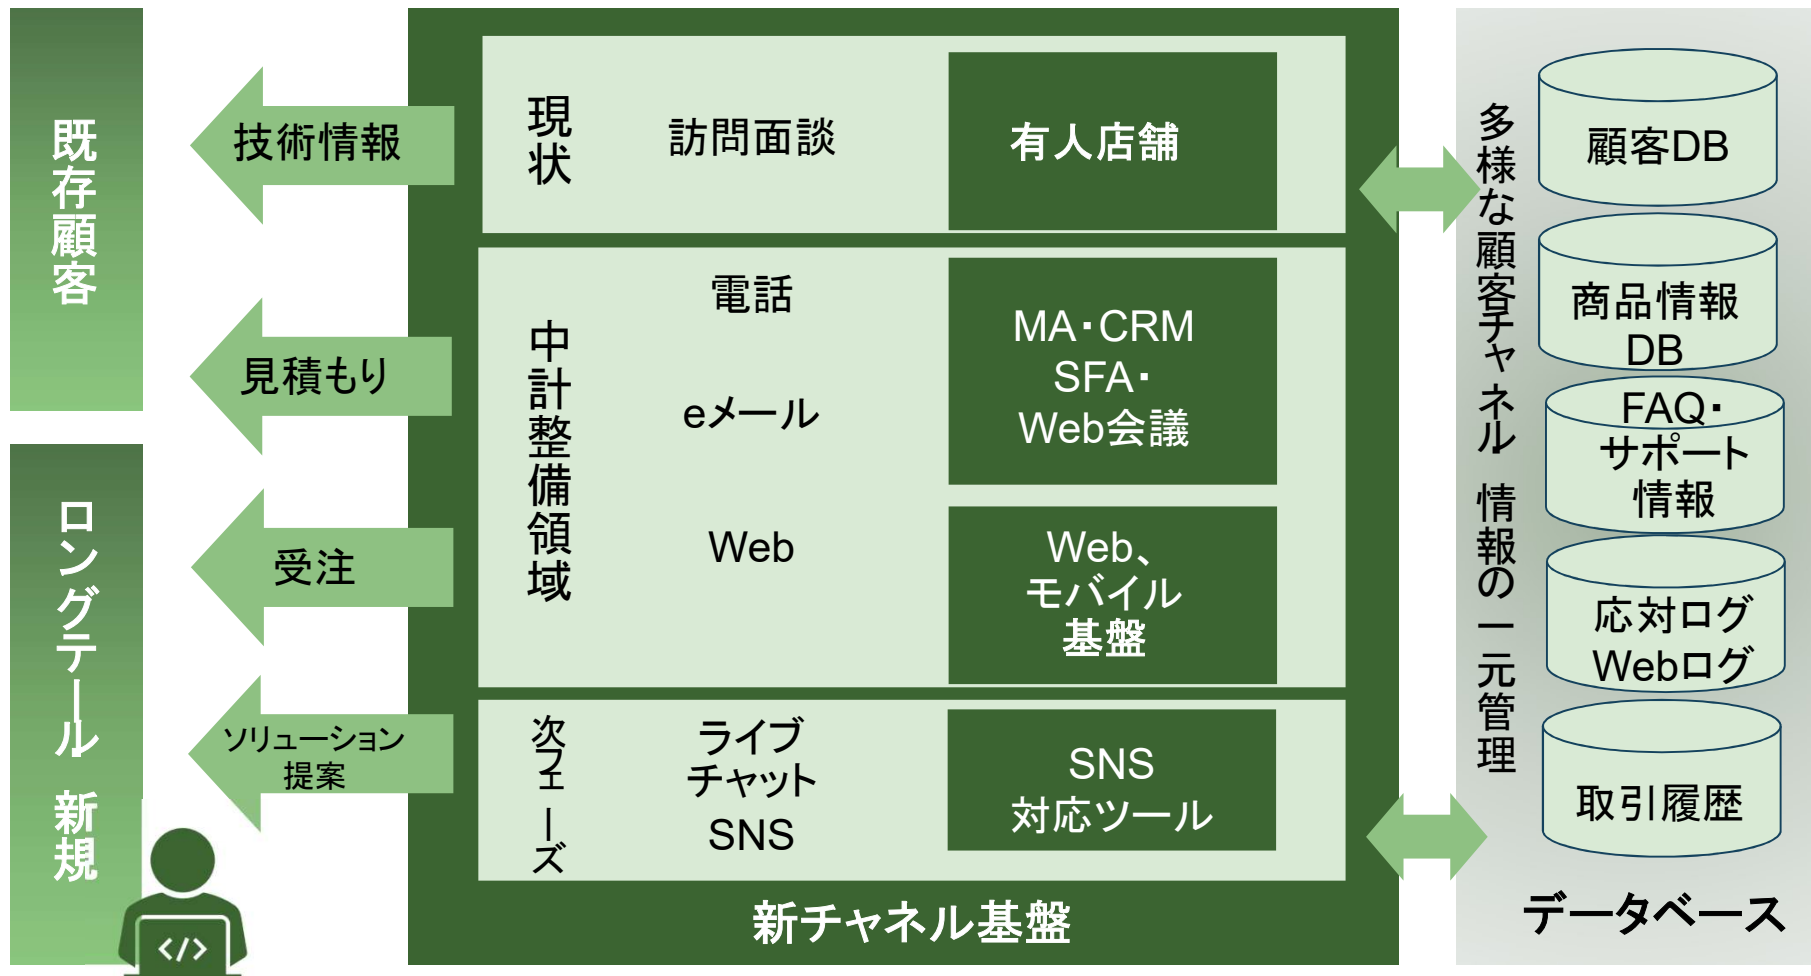 既存顧客
ロングテール 新規
技術情報
見積もり
受注
ソリューション
提案
現状
訪問面談
有人店舗
中計整備領域
電話
eメール
Web
MA・CRM
SFA・
Web会議
Web、
モバイル
基盤
次フェーズ
ライブ
チャット
SNS
SNS
対応ツール
新チャネル基盤
多様な顧客チャネル 情報の一元管理
顧客DB
商品情報
DB
FAQ・
サポート
情報
応対ログ
Webログ
取引履歴
データベース
</>